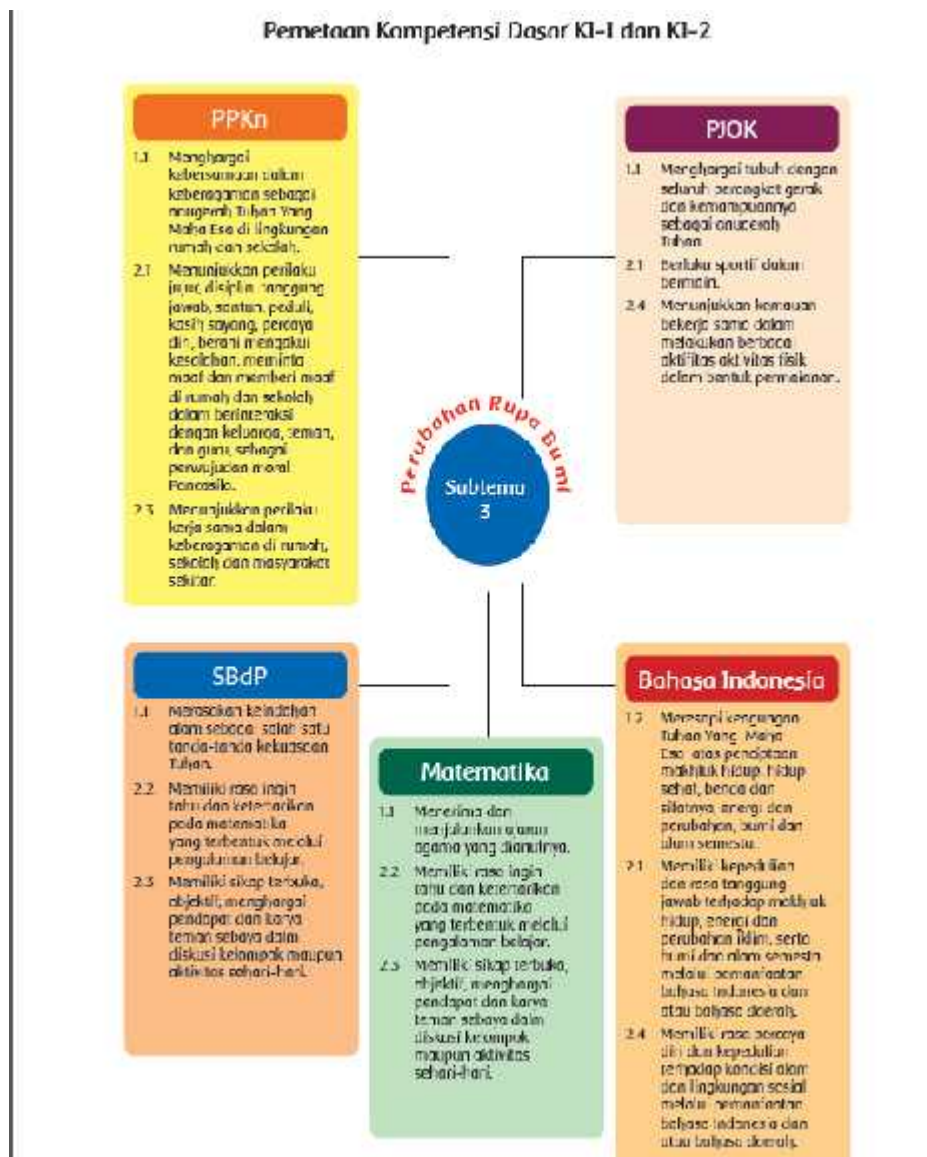 Pemetaan Kompetensi Dasar KI-1 dan KI-2
PPKn
1.1 Menghargai
kebersamaan dalam
keberagaman sebagai
anugerah Tuhan Yang
Maha Esa di lingkungan
rumah dan sekolah.
2.1 Menunjukkan perilaku
jujur, disiplin, tanggung
jawab, santun, peduli,
kasih sayang, percaya
diri, berani mengakui
kesalahan, meminta
maaf dan memberi maaf
di rumah dan sekolah
dalam berinteraksi
dengan keluarga, teman,
dan guru, sebagai
perwujudan moral
Pancasila.
2.3 Menunjukkan perilaku
kerja sama dalam
keberagaman di rumah,
sekolah dan masyarakat
sekitar.
PJOK
1.1 Menghargai tubuh dengan
seluruh perangkat gerak
dan kemampuannya
sebagai anugerah
Tuhan
2.1 Berlaku sportif dalam
bermain.
2.4 Menunjukkan kemauan
bekerja sama dalam
melakukan
aktifitas aktivitas fisik
dalam bentuk permainan.
Perubahan Rupa Bumi
Subtema
3
SBdP
1.1 Merasakan keindahan
alam sebagai salah satu
tanda-tanda kekuasaan
Tuhan.
2.2 Memiliki rasa ingin
tahu dan ketertarikan
pada matematika
yang terbentuk melalui
pengalaman belajar.
2.3 Memiliki sikap terbuka,
objektif, menghargai
pendapat dan karya
teman sebaya dalm
diskusi kelompok maupun
aktivitas sehari-hari.
Matematika
1.1 Menerima dan
menjalankan ajaran
agama yang dianutnya.
2.2 Memiliki rasa ingin
tahu dan ketertarikan
pada matematika
yang terbentuk melalui
pengalaman belajar.
2.3 Memiliki sikap terbuka,
objektif, menghargai
pendapat dan karya
teman sebaya dalm
diskusi kelompok
maupun aktivitas
sehari-hari.
Bahasa Indonesia
1.2 Meresapi
Tuhan Yang Maha
Esa atas penciptaan
makhluk hidup, hidup
sehat, benda dan
sifatnya, energi dan
perubahan, bumi dan
alam semesta.
2.1 Memiliki kepedulian
dan rasa tanggung
jawab terhadap makhluk
hidup, energi dan
perubahan iklim, serta
bumi dan alam semesta
melalui pemanfaatan
bahasa Indonesia dan
atau bahasa daerah.
2.4 Memiliki rasa percaya
diri dan kepedulian
terhadap kondisi alam
dan lingkungan sosial
melalui pemanfaatan
bahasa Indonesia dan
atau bahasa daerah.